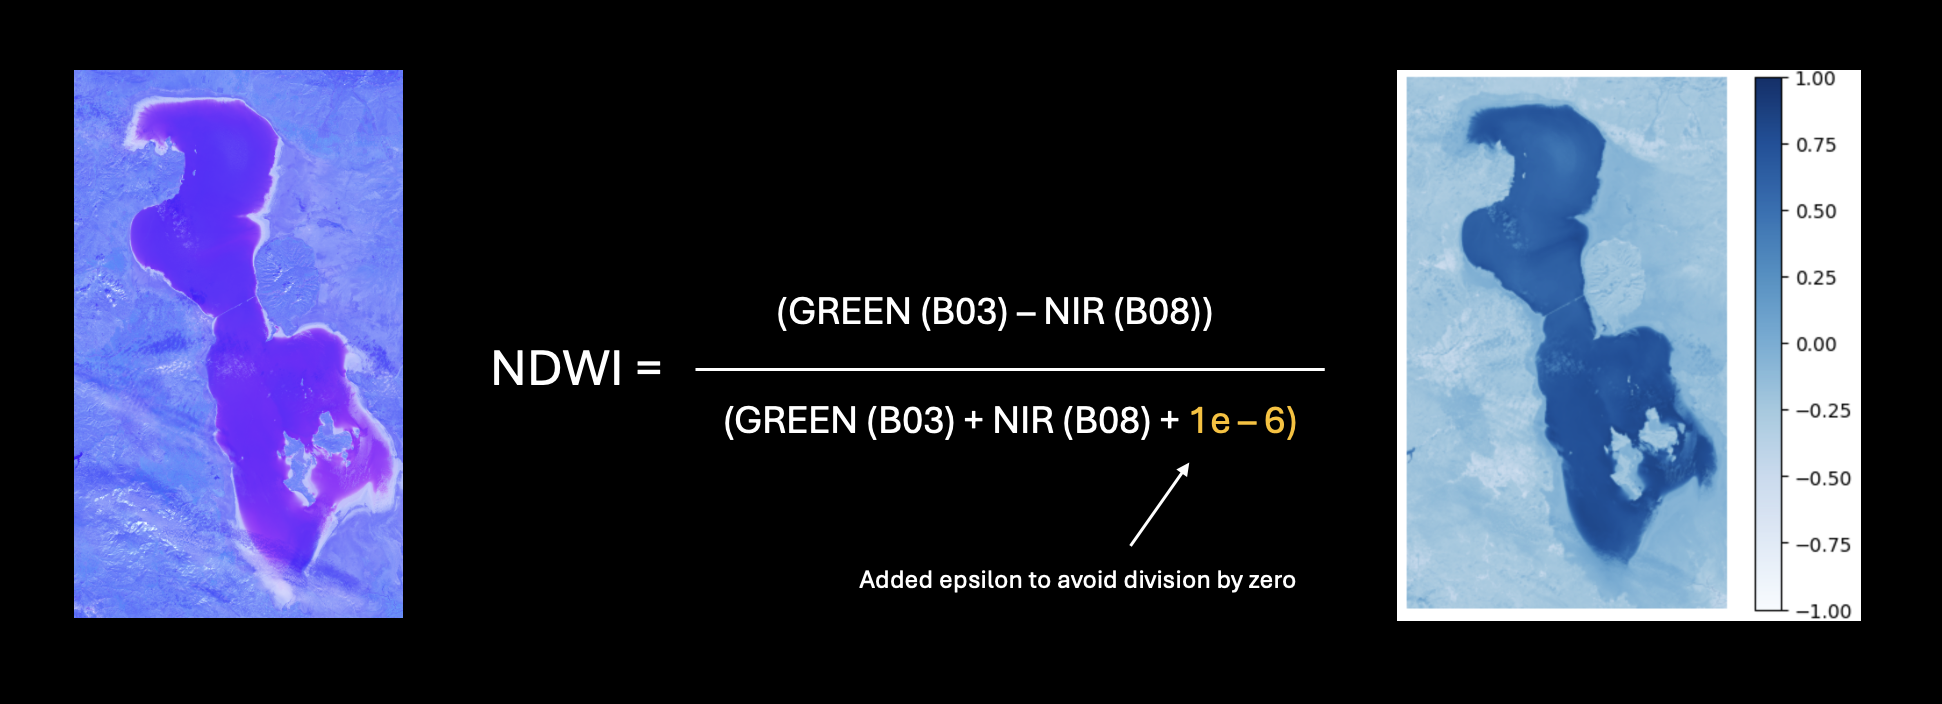 NDWI =
(GREEN (B03) – NIR (B08))
(GREEN (B03) + NIR (B08) + 1e – 6)
Added epsilon to avoid division by zero
1.00
0.75
0.50
0.25
0.00
−0.25
−0.50
−0.75
−1.00